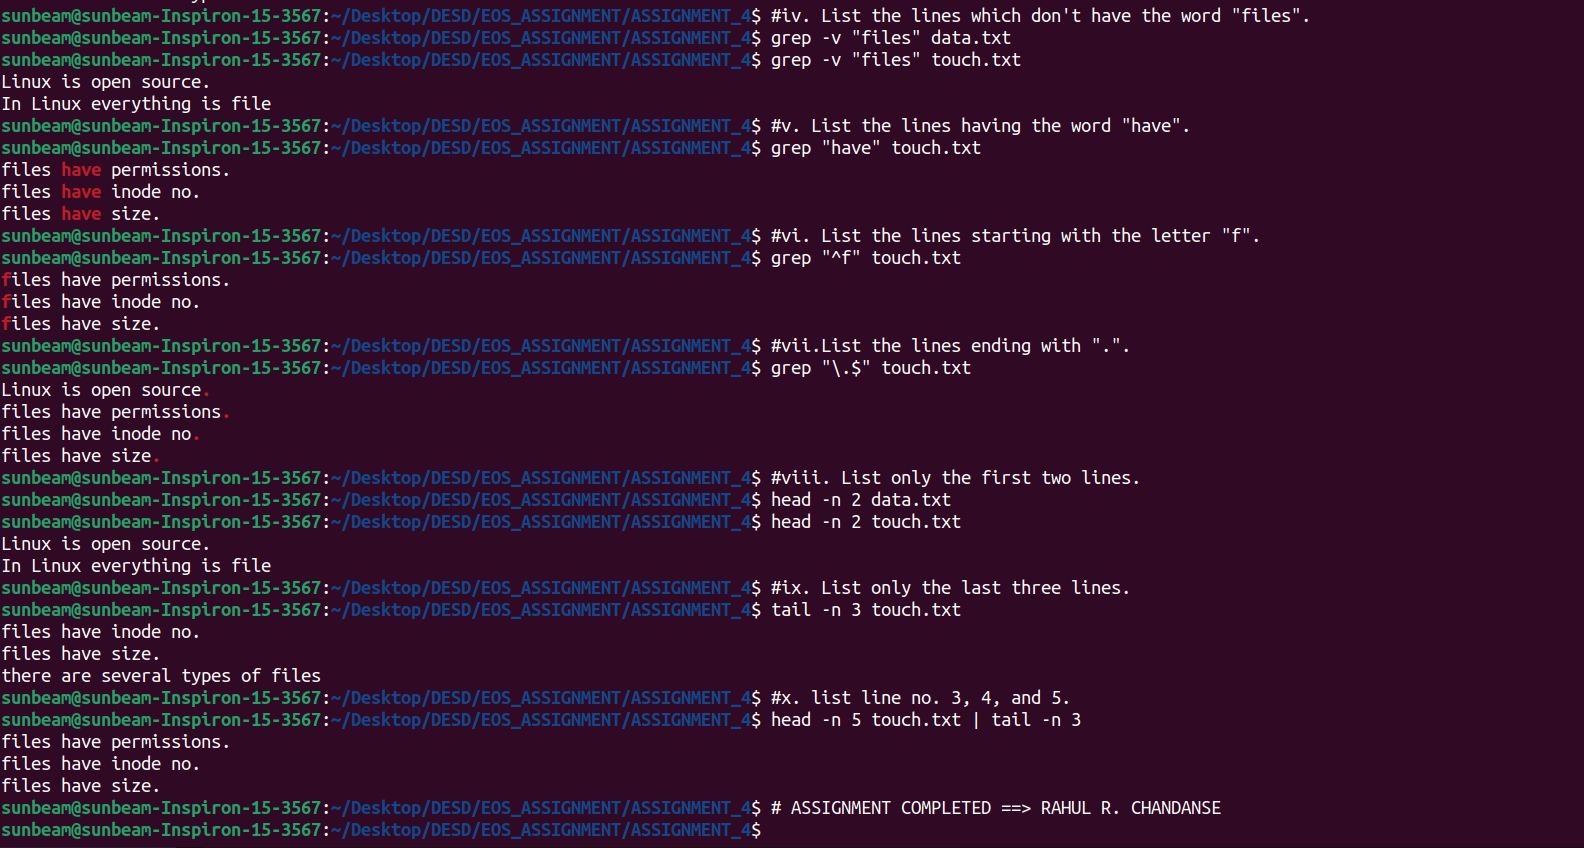 sunbeam@sunbeam-Inspiron-15-3567:~/Desktop/DESD/EOS_ASSIGNMENT/ASSIGNMENT_4$ #iv. List the lines which don't have the word "files".
sunbeam@sunbeam-Inspiron-15-3567:~/Desktop/DESD/EOS_ASSIGNMENT/ASSIGNMENT_4$ grep -v "files" data.txt
sunbeam@sunbeam-Inspiron-15-3567:~/Desktop/DESD/EOS_ASSIGNMENT/ASSIGNMENT_4$ grep -v "files" touch.txt
Linux is open source.
In Linux everything is file
sunbeam@sunbeam-Inspiron-15-3567:~/Desktop/DESD/EOS_ASSIGNMENT/ASSIGNMENT_4$ #v. List the lines having the word "have".
sunbeam@sunbeam-Inspiron-15-3567:~/Desktop/DESD/EOS_ASSIGNMENT/ASSIGNMENT_4$ grep "have" touch.txt
files have permissions.
files have inode no.
files have size.
sunbeam@sunbeam-Inspiron-15-3567:~/Desktop/DESD/EOS_ASSIGNMENT/ASSIGNMENT_4$ #vi. List the lines starting with the letter "f".
sunbeam@sunbeam-Inspiron-15-3567:~/Desktop/DESD/EOS_ASSIGNMENT/ASSIGNMENT_4$ grep "^f" touch.txt
files have permissions.
files have inode no.
files have size.
sunbeam@sunbeam-Inspiron-15-3567:~/Desktop/DESD/EOS_ASSIGNMENT/ASSIGNMENT_4$ #vii.List the lines ending with ".".
sunbeam@sunbeam-Inspiron-15-3567:~/Desktop/DESD/EOS_ASSIGNMENT/ASSIGNMENT_4$ grep "\.$" touch.txt
Linux is open source.
files have permissions.
files have inode no.
files have size.
sunbeam@sunbeam-Inspiron-15-3567:~/Desktop/DESD/EOS_ASSIGNMENT/ASSIGNMENT_4$ #viii. List only the first two lines.
sunbeam@sunbeam-Inspiron-15-3567:~/Desktop/DESD/EOS_ASSIGNMENT/ASSIGNMENT_4$ head -n 2 data.txt
sunbeam@sunbeam-Inspiron-15-3567:~/Desktop/DESD/EOS_ASSIGNMENT/ASSIGNMENT_4$ head -n 2 touch.txt
Linux is open source.
In Linux everything is file
sunbeam@sunbeam-Inspiron-15-3567:~/Desktop/DESD/EOS_ASSIGNMENT/ASSIGNMENT_4$ #ix. List only the last three lines.
sunbeam@sunbeam-Inspiron-15-3567:~/Desktop/DESD/EOS_ASSIGNMENT/ASSIGNMENT_4$ tail -n 3 touch.txt
files have inode no.
files have size.
there are several types of files
sunbeam@sunbeam-Inspiron-15-3567:~/Desktop/DESD/EOS_ASSIGNMENT/ASSIGNMENT_4$ #x. list line no. 3, 4, and 5.
sunbeam@sunbeam-Inspiron-15-3567:~/Desktop/DESD/EOS_ASSIGNMENT/ASSIGNMENT_4$ head -n 5 touch.txt | tail -n 3
files have permissions.
files have inode no.
files have size.
sunbeam@sunbeam-Inspiron-15-3567:~/Desktop/DESD/EOS_ASSIGNMENT/ASSIGNMENT_4$ # ASSIGNMENT COMPLETED ==> RAHUL R. CHANDANSE
sunbeam@sunbeam-Inspiron-15-3567:~/Desktop/DESD/EOS_ASSIGNMENT/ASSIGNMENT_4$